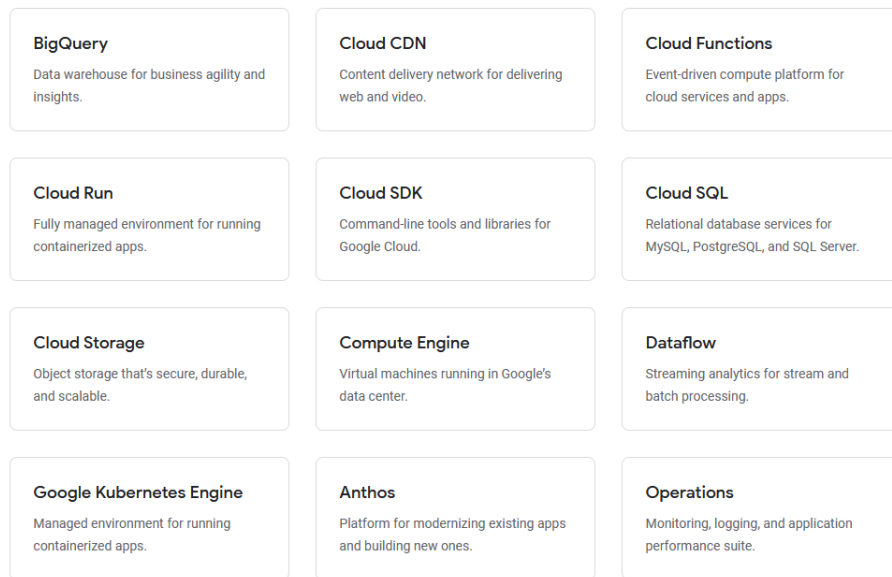 BigQuery
Data warehouse for business agility and
insights.
Cloud CDN
Content delivery network for delivering
web and video.
Cloud Functions
Event-driven compute platform for
cloud services and apps.
Cloud Run
Fully managed environment for running
containerized apps.
Cloud SDK
Command-line tools and libraries for
Google Cloud.
Cloud SQL
Relational database services for
MySQL, PostgreSQL, and SQL Server.
Cloud Storage
Object storage that's secure, durable,
and scalable.
Compute Engine
Virtual machines running in Google's
data center.
Dataflow
Streaming analytics for stream and
batch processing.
Google Kubernetes Engine
Managed environment for running
containerized apps.
Anthos
Platform for modernizing existing apps
and building new ones.
Operations
Monitoring, logging, and application
performance suite.